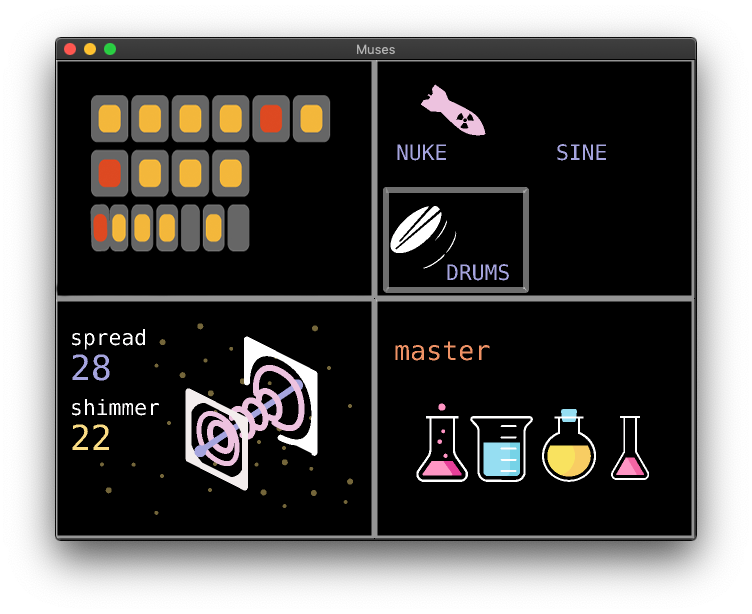 Muses
NUKE
SINE
DRUMS
spread
28
shimmer
22
master